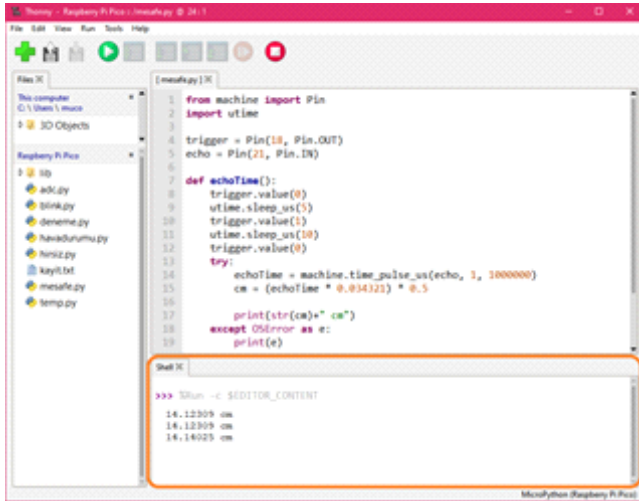 Thonny - Raspberry Pi Pico :: /mesafe.py @ 24 : 1
File Edit View Run Tools Help
Files
This computer
C: \ Users \ muco
3D Objects
Raspberry Pi Pico
lib
adc.py
blink.py
deneme.py
havadurumu.py
hirsiz.py
kayit.txt
mesafe.py
temp.py
[ mesafe.py ]
1 from machine import Pin
2 import utime
3
4 trigger = Pin(18, Pin.OUT)
5 echo = Pin(21, Pin.IN)
6
7 def echoTime():
8 trigger.value(0)
9 utime.sleep_us(5)
10 trigger.value(1)
11 utime.sleep_us(10)
12 trigger.value(0)
13 try:
14 echoTime = machine.time_pulse_us(echo, 1, 1000000)
15 cm = (echoTime * 0.034321) * 0.5
16
17 print(str(cm)+" cm")
18 except OSError as e:
19 print(e)
Shell
>>> %Run -c $EDITOR_CONTENT
14.12309 cm
14.12309 cm
14.14025 cm
MicroPython (Raspberry Pi Pico)